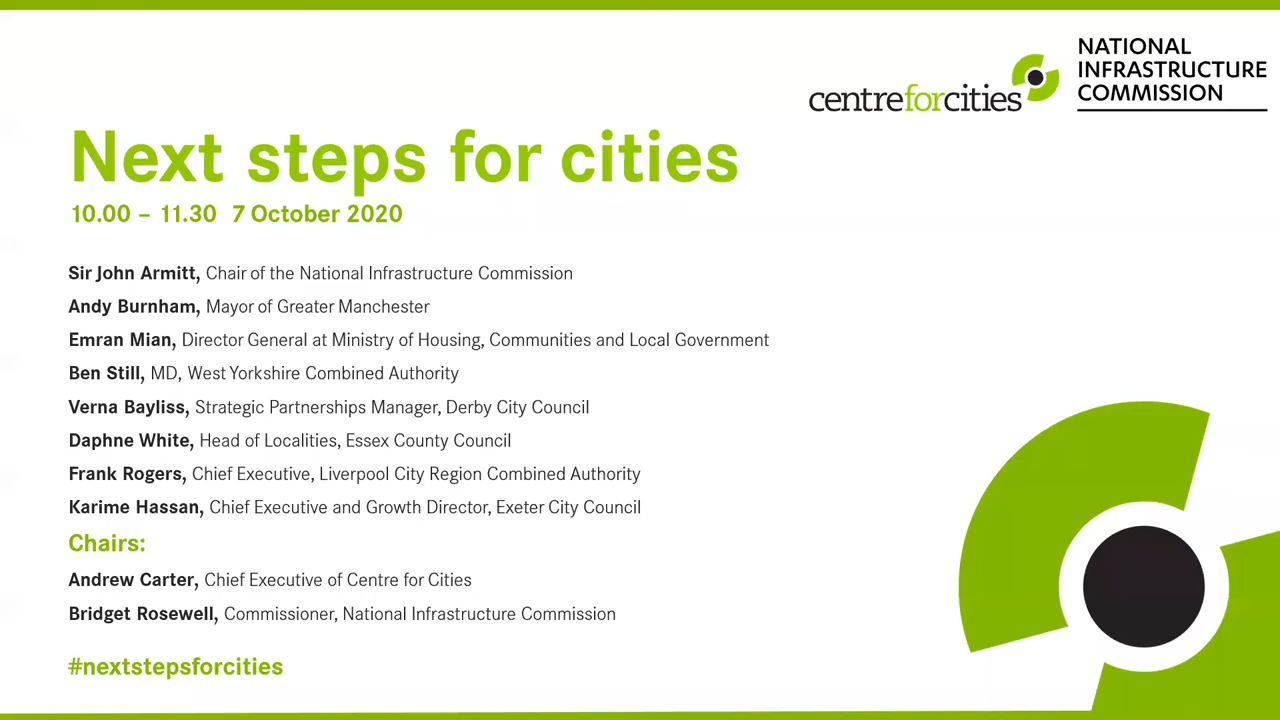 centreforcities
NATIONAL
INFRASTRUCTURE
COMMISSION
Next steps for cities
10.00 – 11.30 7 October 2020
Sir John Armitt, Chair of the National Infrastructure Commission
Andy Burnham, Mayor of Greater Manchester
Emran Mian, Director General at Ministry of Housing, Communities and Local Government
Ben Still, MD, West Yorkshire Combined Authority
Verna Bayliss, Strategic Partnerships Manager, Derby City Council
Daphne White, Head of Localities, Essex County Council
Frank Rogers, Chief Executive, Liverpool City Region Combined Authority
Karime Hassan, Chief Executive and Growth Director, Exeter City Council
Chairs:
Andrew Carter, Chief Executive of Centre for Cities
Bridget Rosewell, Commissioner, National Infrastructure Commission
#nextstepsforcities